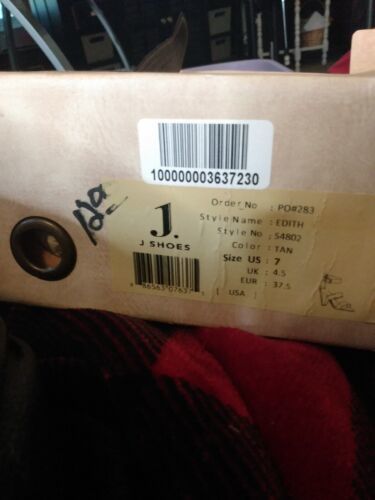 100000003637230
J.
J SHOES
Order No : PO#283
Style Name : EDITH
Style No : 54802
Color : TAN
Size US : 7
UK : 4.5
EUR : 37.5
[ USA ]